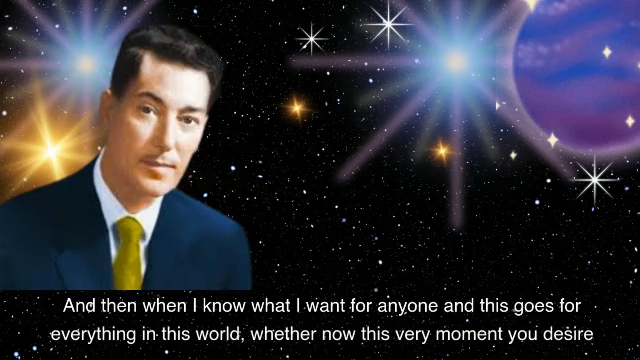 And then when I know what I want for anyone and this goes for
everything in this world, whether now this very moment you desire